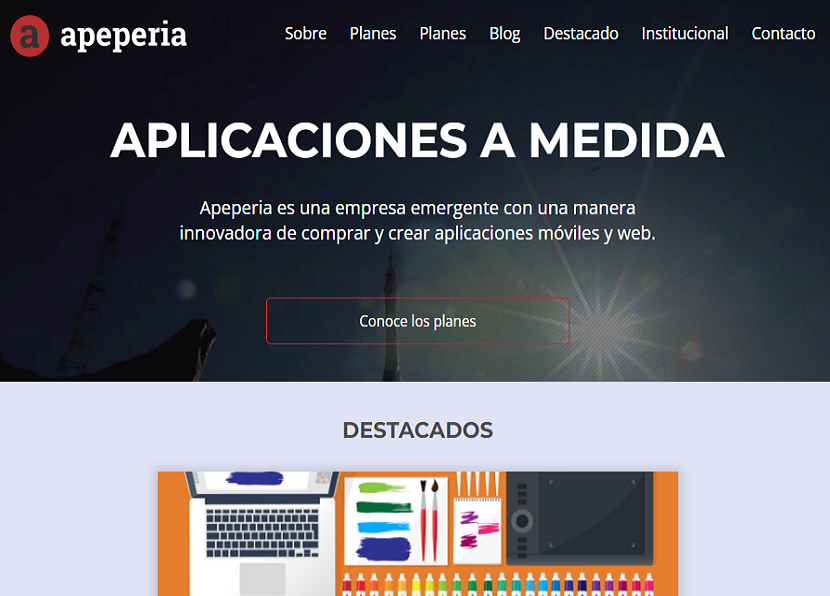 a apeperia
Sobre Planes Planes Blog Destacado Institucional Contacto
APLICACIONES A MEDIDA
Apeperia es una empresa emergente con una manera
innovadora de comprar y crear aplicaciones móviles y web.
Conoce los planes
DESTACADOS